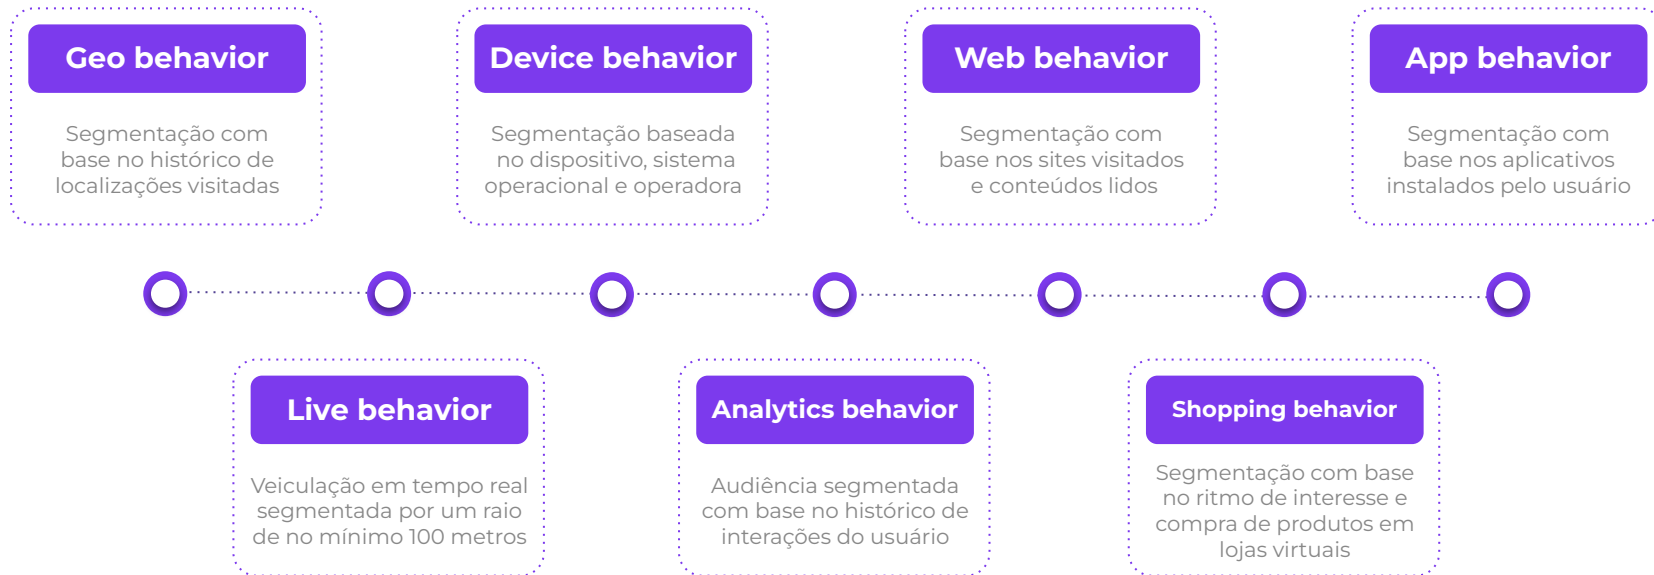 Geo behavior
Segmentação com
base no histórico de
localizações visitadas
Device behavior
Segmentação baseada
no dispositivo, sistema
operacional e operadora
Web behavior
Segmentação com
base nos sites visitados
e conteúdos lidos
App behavior
Segmentação com
base nos aplicativos
instalados pelo usuário
Live behavior
Veiculação em tempo real
segmentada por um raio
de no mínimo 100 metros
Analytics behavior
Audiência segmentada
com base no histórico de
interações do usuário
Shopping behavior
Segmentação com base
no ritmo de interesse e
compra de produtos em
lojas virtuais